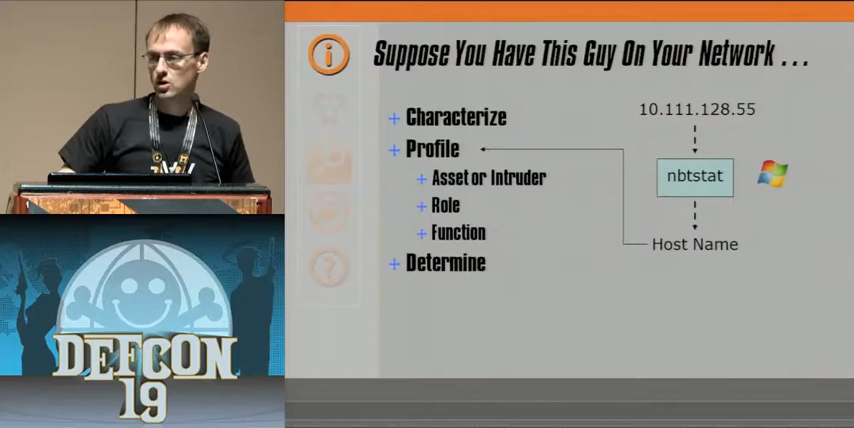 Suppose You Have This Guy On Your Network . . .
+ Characterize
+ Profile
+ Asset or Intruder
+ Role
+ Function
+ Determine
10.111.128.55
nbtstat
Host Name
DEFCON
19